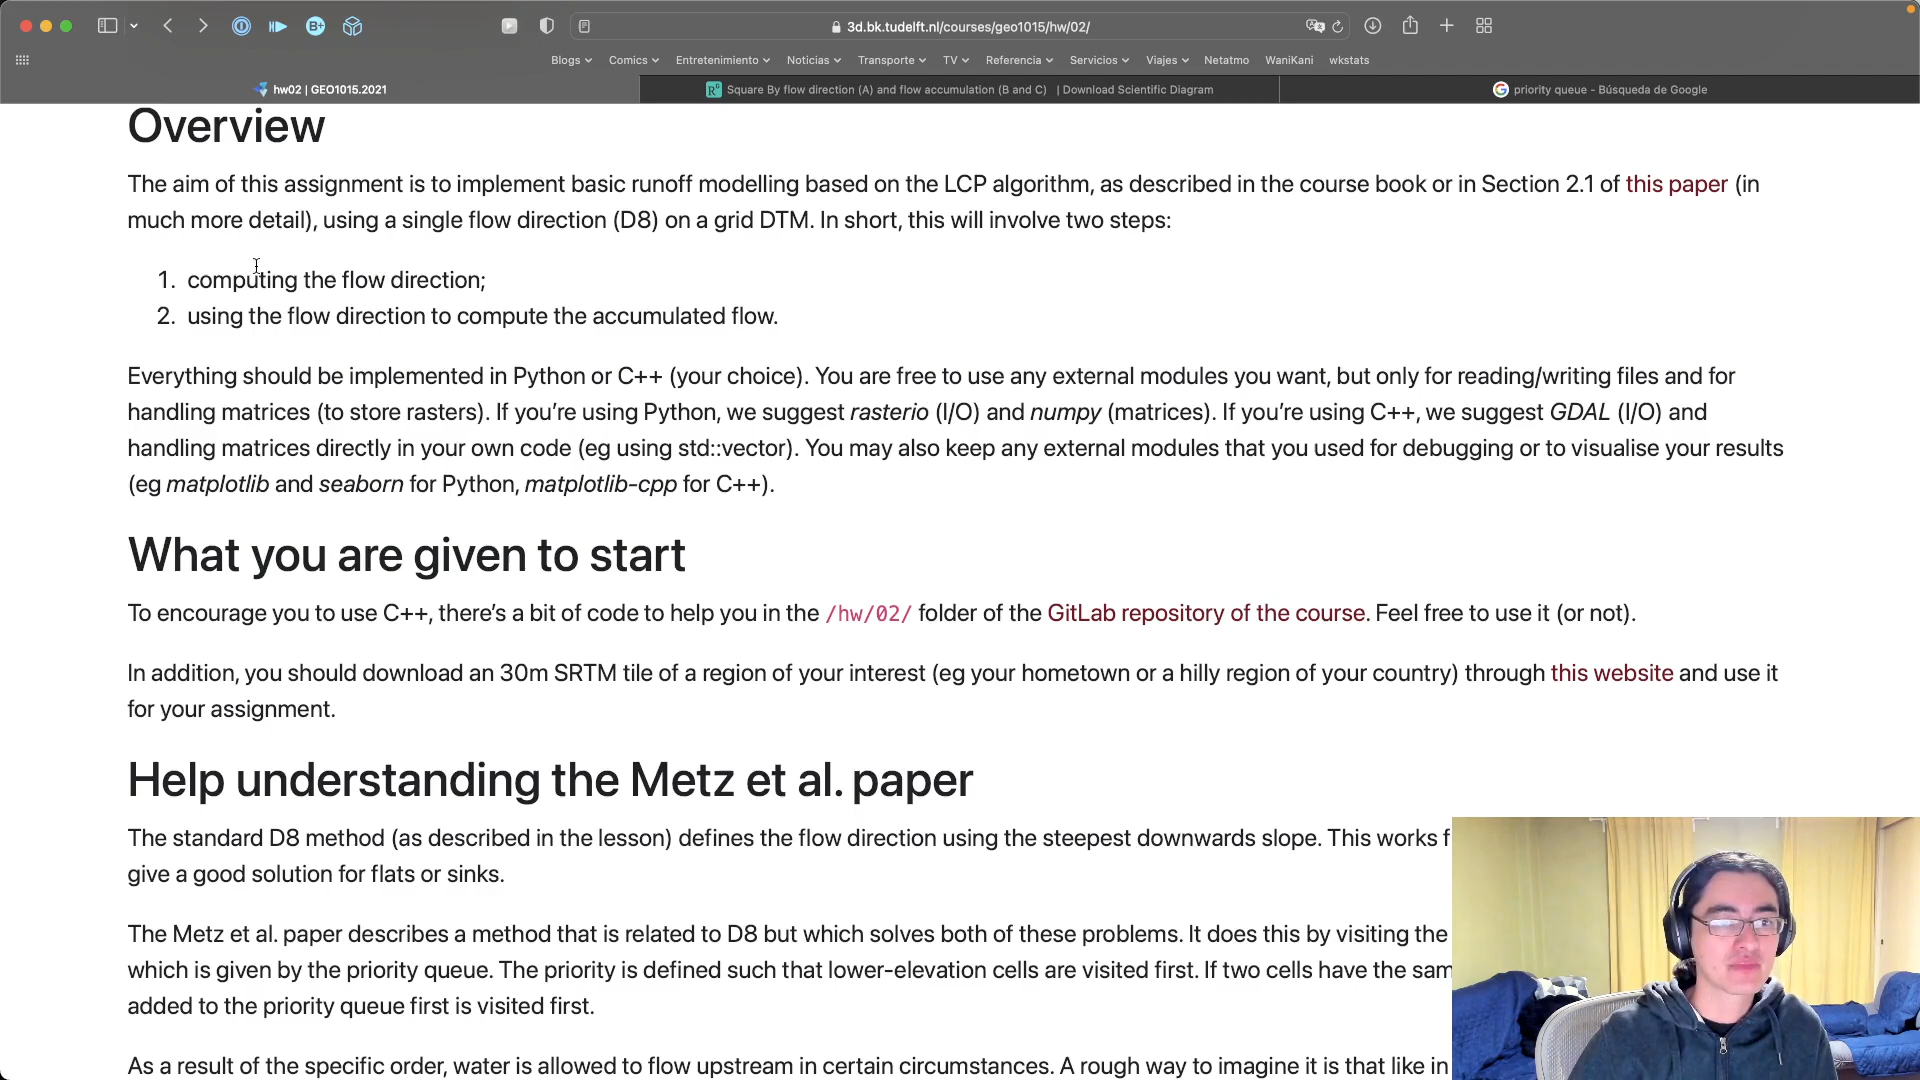 3d.bk.tudelft.nl/courses/geo1015/hw/02/
Blogs Comics Entretenimiento Noticias Transporte TV Referencia Servicios Viajes Netatmo WaniKani wkstats
hw02 | GEO1015.2021
Square By flow direction (A) and flow accumulation (B and C) | Download Scientific Diagram
priority queue - Búsqueda de Google
Overview
The aim of this assignment is to implement basic runoff modelling based on the LCP algorithm, as described in the course book or in Section 2.1 of this paper (in
much more detail), using a single flow direction (D8) on a grid DTM. In short, this will involve two steps:
1. computing the flow direction;
2. using the flow direction to compute the accumulated flow.
Everything should be implemented in Python or C++ (your choice). You are free to use any external modules you want, but only for reading/writing files and for
handling matrices (to store rasters). If you’re using Python, we suggest rasterio (I/O) and numpy (matrices). If you’re using C++, we suggest GDAL (I/O) and
handling matrices directly in your own code (eg using std::vector). You may also keep any external modules that you used for debugging or to visualise your results
(eg matplotlib and seaborn for Python, matplotlib-cpp for C++).
What you are given to start
To encourage you to use C++, there’s a bit of code to help you in the /hw/02/ folder of the GitLab repository of the course. Feel free to use it (or not).
In addition, you should download an 30m SRTM tile of a region of your interest (eg your hometown or a hilly region of your country) through this website and use it
for your assignment.
Help understanding the Metz et al. paper
The standard D8 method (as described in the lesson) defines the flow direction using the steepest downwards slope. This works f
give a good solution for flats or sinks.
The Metz et al. paper describes a method that is related to D8 but which solves both of these problems. It does this by visiting the
which is given by the priority queue. The priority is defined such that lower-elevation cells are visited first. If two cells have the sam
added to the priority queue first is visited first.
As a result of the specific order, water is allowed to flow upstream in certain circumstances. A rough way to imagine it is that like in